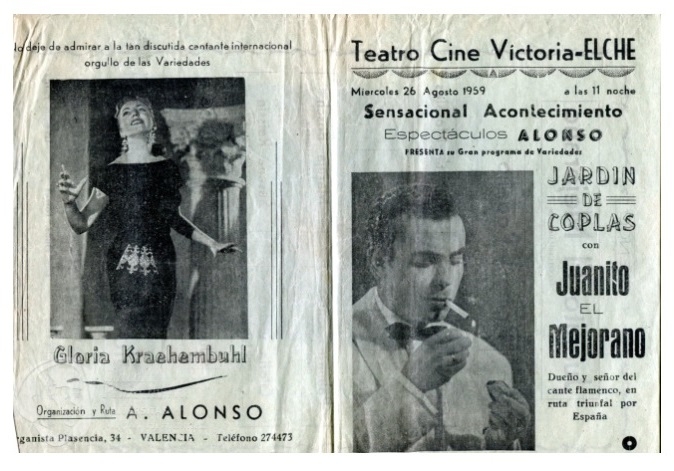 No deje de admirar a la tan discutida cantante internacional
orgullo de las Variedades
Gloria Kraehembuhl
Organización y Ruta A. ALONSO
rganista Plasencia, 34 - VALENCIA - Teléfono 274473
Teatro Cine Victoria-ELCHE
A
Miercoles 26 Agosto 1959 a las 11 noche
Sensacional Acontecimiento
Espectáculos ALONSO
PRESENTA su Gran programa de Variedades
JARDIN
DE
COPLAS
con
Juanito
EL
Mejorano
Dueño y señor del
cante flamenco, en
ruta triunfal por
España